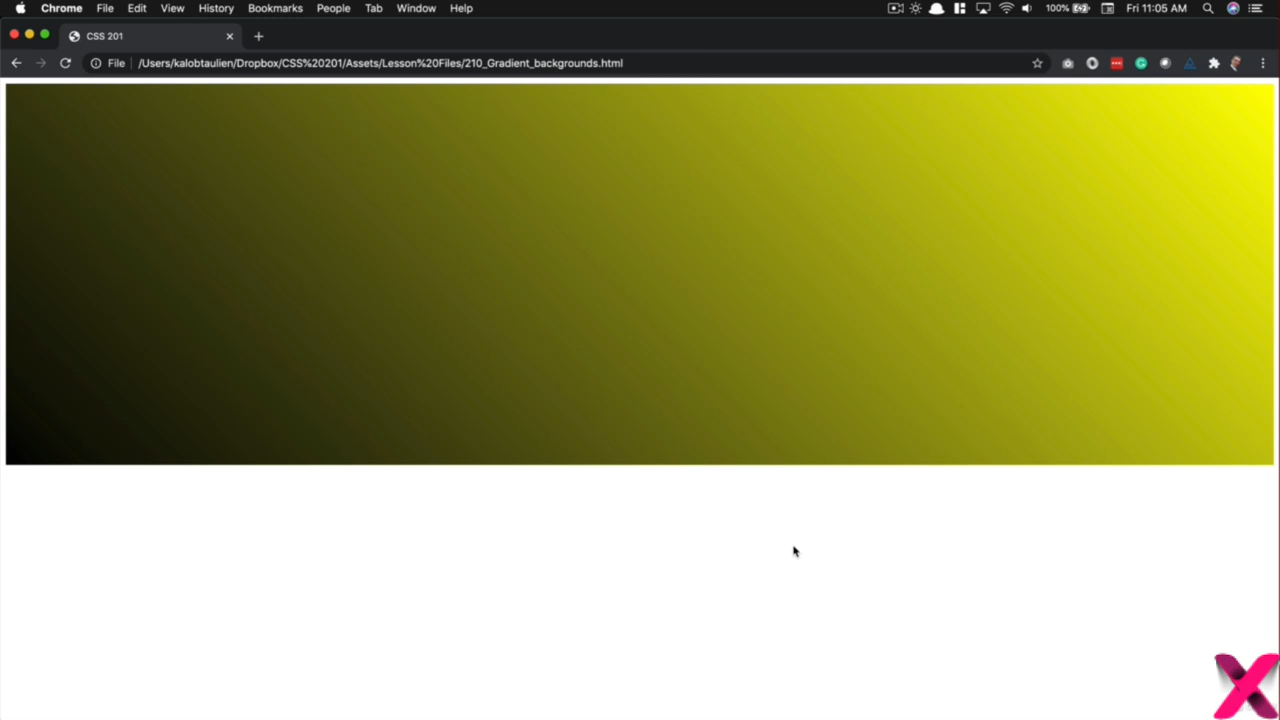 Chrome File Edit View History Bookmarks People Tab Window Help 100% Fri 11:05 AM
CSS 201
File /Users/kalobtaulien/Dropbox/CSS%20201/Assets/Lesson%20Files/210_Gradient_backgrounds.html